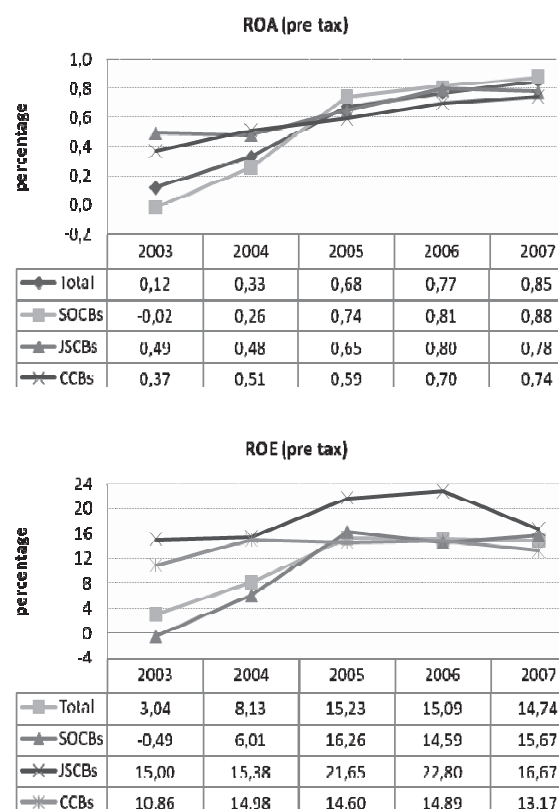 ROA (pre tax)
percentage
1,0
0,8
0,6
0,4
0,2
0,0
-0,2
2003 2004 2005 2006 2007
Total 0,12 0,33 0,68 0,77 0,85
SOCBs -0,02 0,26 0,74 0,81 0,88
JSCBs 0,49 0,48 0,65 0,80 0,78
CCBs 0,37 0,51 0,59 0,70 0,74
ROE (pre tax)
percentage
24
20
16
12
8
4
0
-4
2003 2004 2005 2006 2007
Total 3,04 8,13 15,23 15,09 14,74
SOCBs -0,49 6,01 16,26 14,59 15,67
JSCBs 15,00 15,38 21,65 22,80 16,67
CCBs 10,86 14,98 14,60 14,89 13,17